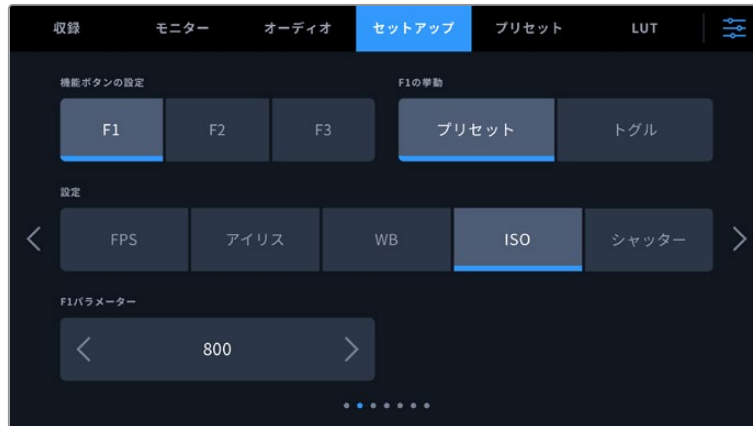 収録 モニター オーディオ セットアップ プリセット LUT
機能ボタンの設定 F1の挙動
F1 F2 F3 プリセット トグル
設定
FPS アイリス WB ISO シャッター
F1パラメーター
800